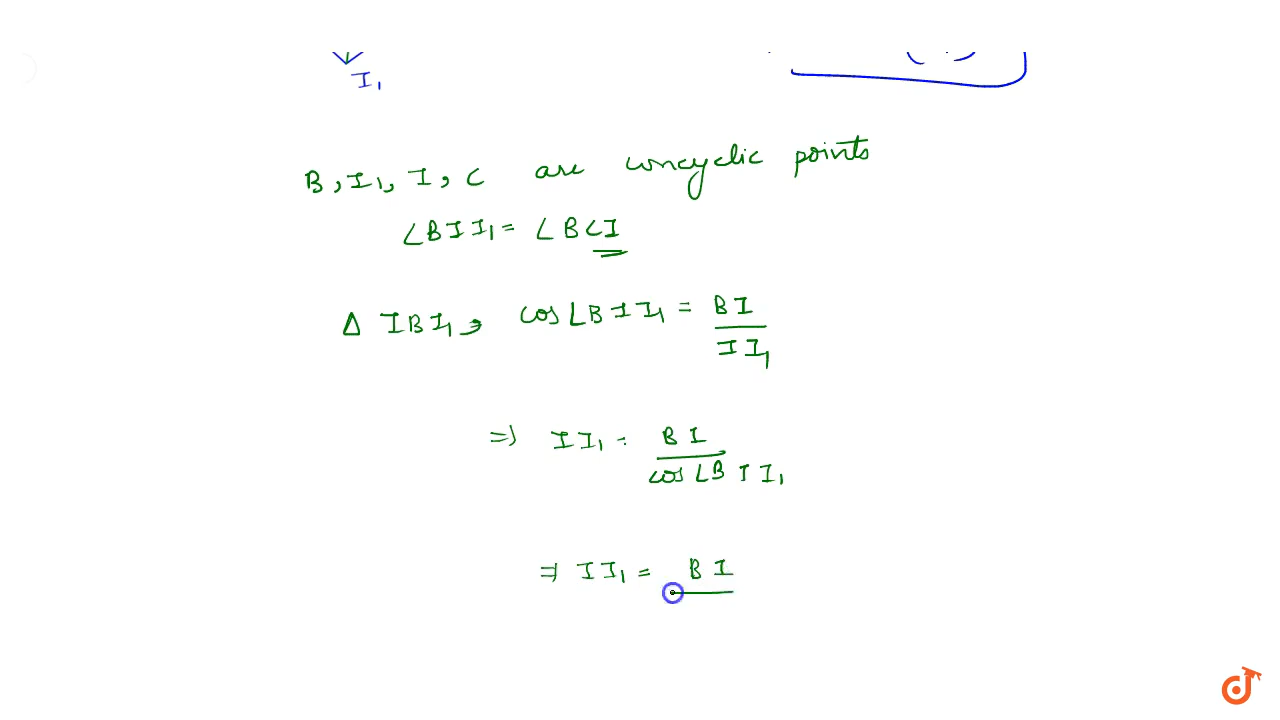 I₁
B, I₁, I, C are concyclic points
∠BII₁ = ∠BCI
Δ IBI₁, cos∠BII₁ = BI
II₁
⇒ II₁ = BI
cos∠BII₁
⇒ II₁ = BI